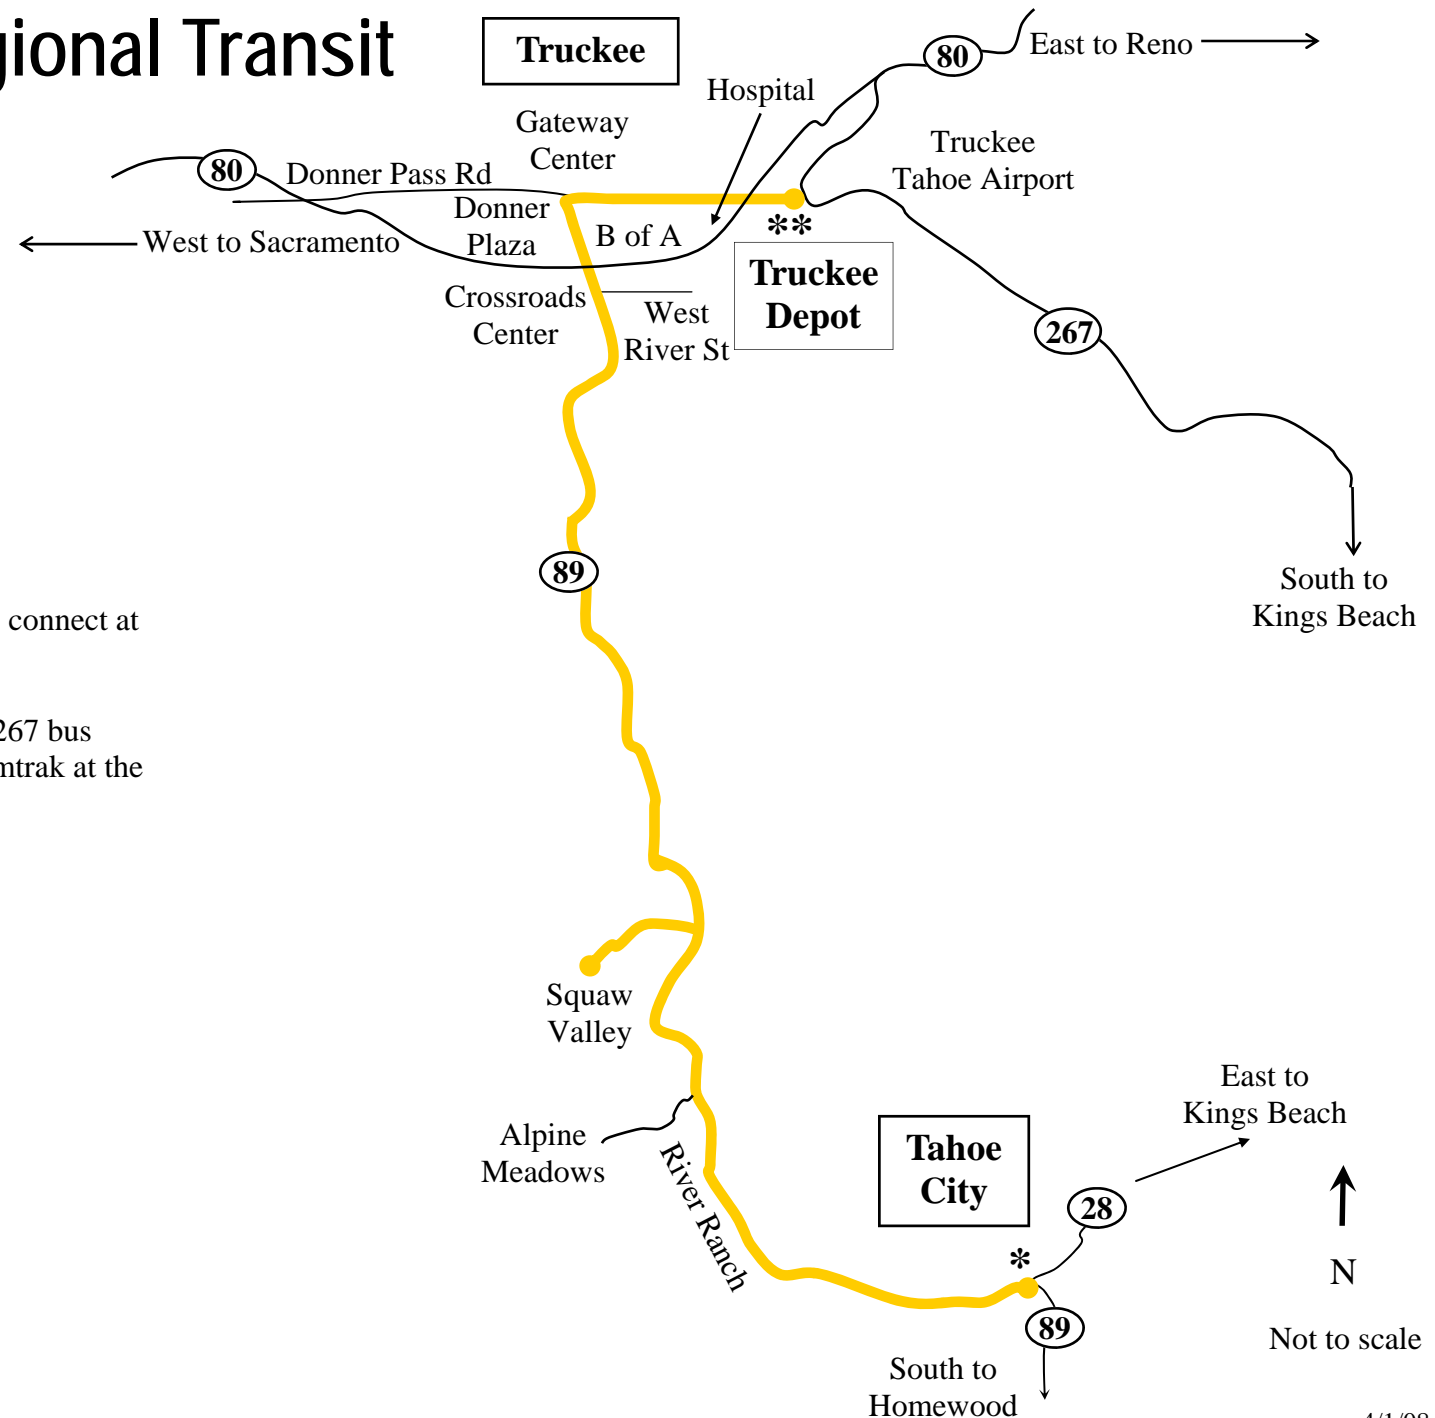 gional Transit
Truckee
80
East to Reno
Hospital
Gateway
Center
Truckee
Tahoe Airport
80
Donner Pass Rd
Donner
Plaza
B of A
**
West to Sacramento
Truckee
Depot
Crossroads
Center
West
River St
267
89
South to
Kings Beach
connect at
267 bus
mtrak at the
Squaw
Valley
Alpine
Meadows
River Ranch
East to
Kings Beach
Tahoe
City
28
*
N
89
Not to scale
South to
Homewood